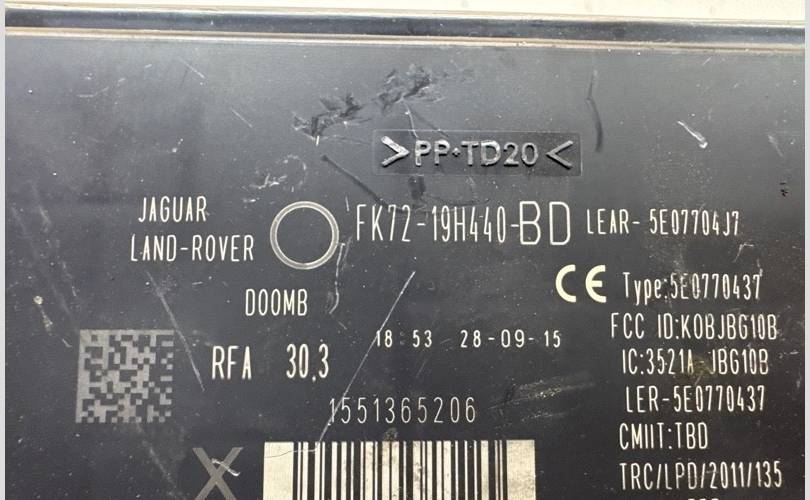 >PP+TD20<
JAGUAR
LAND-ROVER
FK72-19H440-BD
LEAR- 5E07704J7
DOOMB
CE
Type:5E0770437
18:53 28-09-15
FCC ID:KOBJBG10B
RFA 30,3
IC:3521A-JBG10B
1551365206
LER-5E0770437
CMIIT:TBD
X
TRC/LPD/2011/135